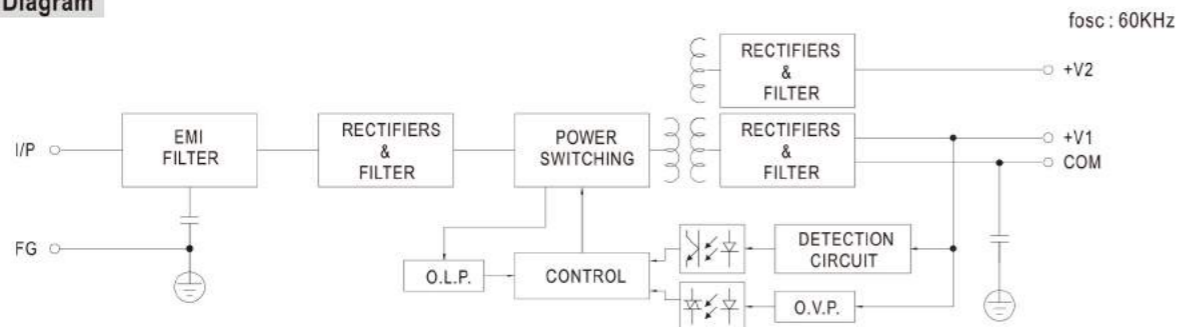 Diagram
fosc : 60KHz
RECTIFIERS
&
FILTER
+V2
I/P
EMI
FILTER
RECTIFIERS
&
FILTER
POWER
SWITCHING
RECTIFIERS
&
FILTER
+V1
COM
FG
O.L.P.
CONTROL
DETECTION
CIRCUIT
O.V.P.